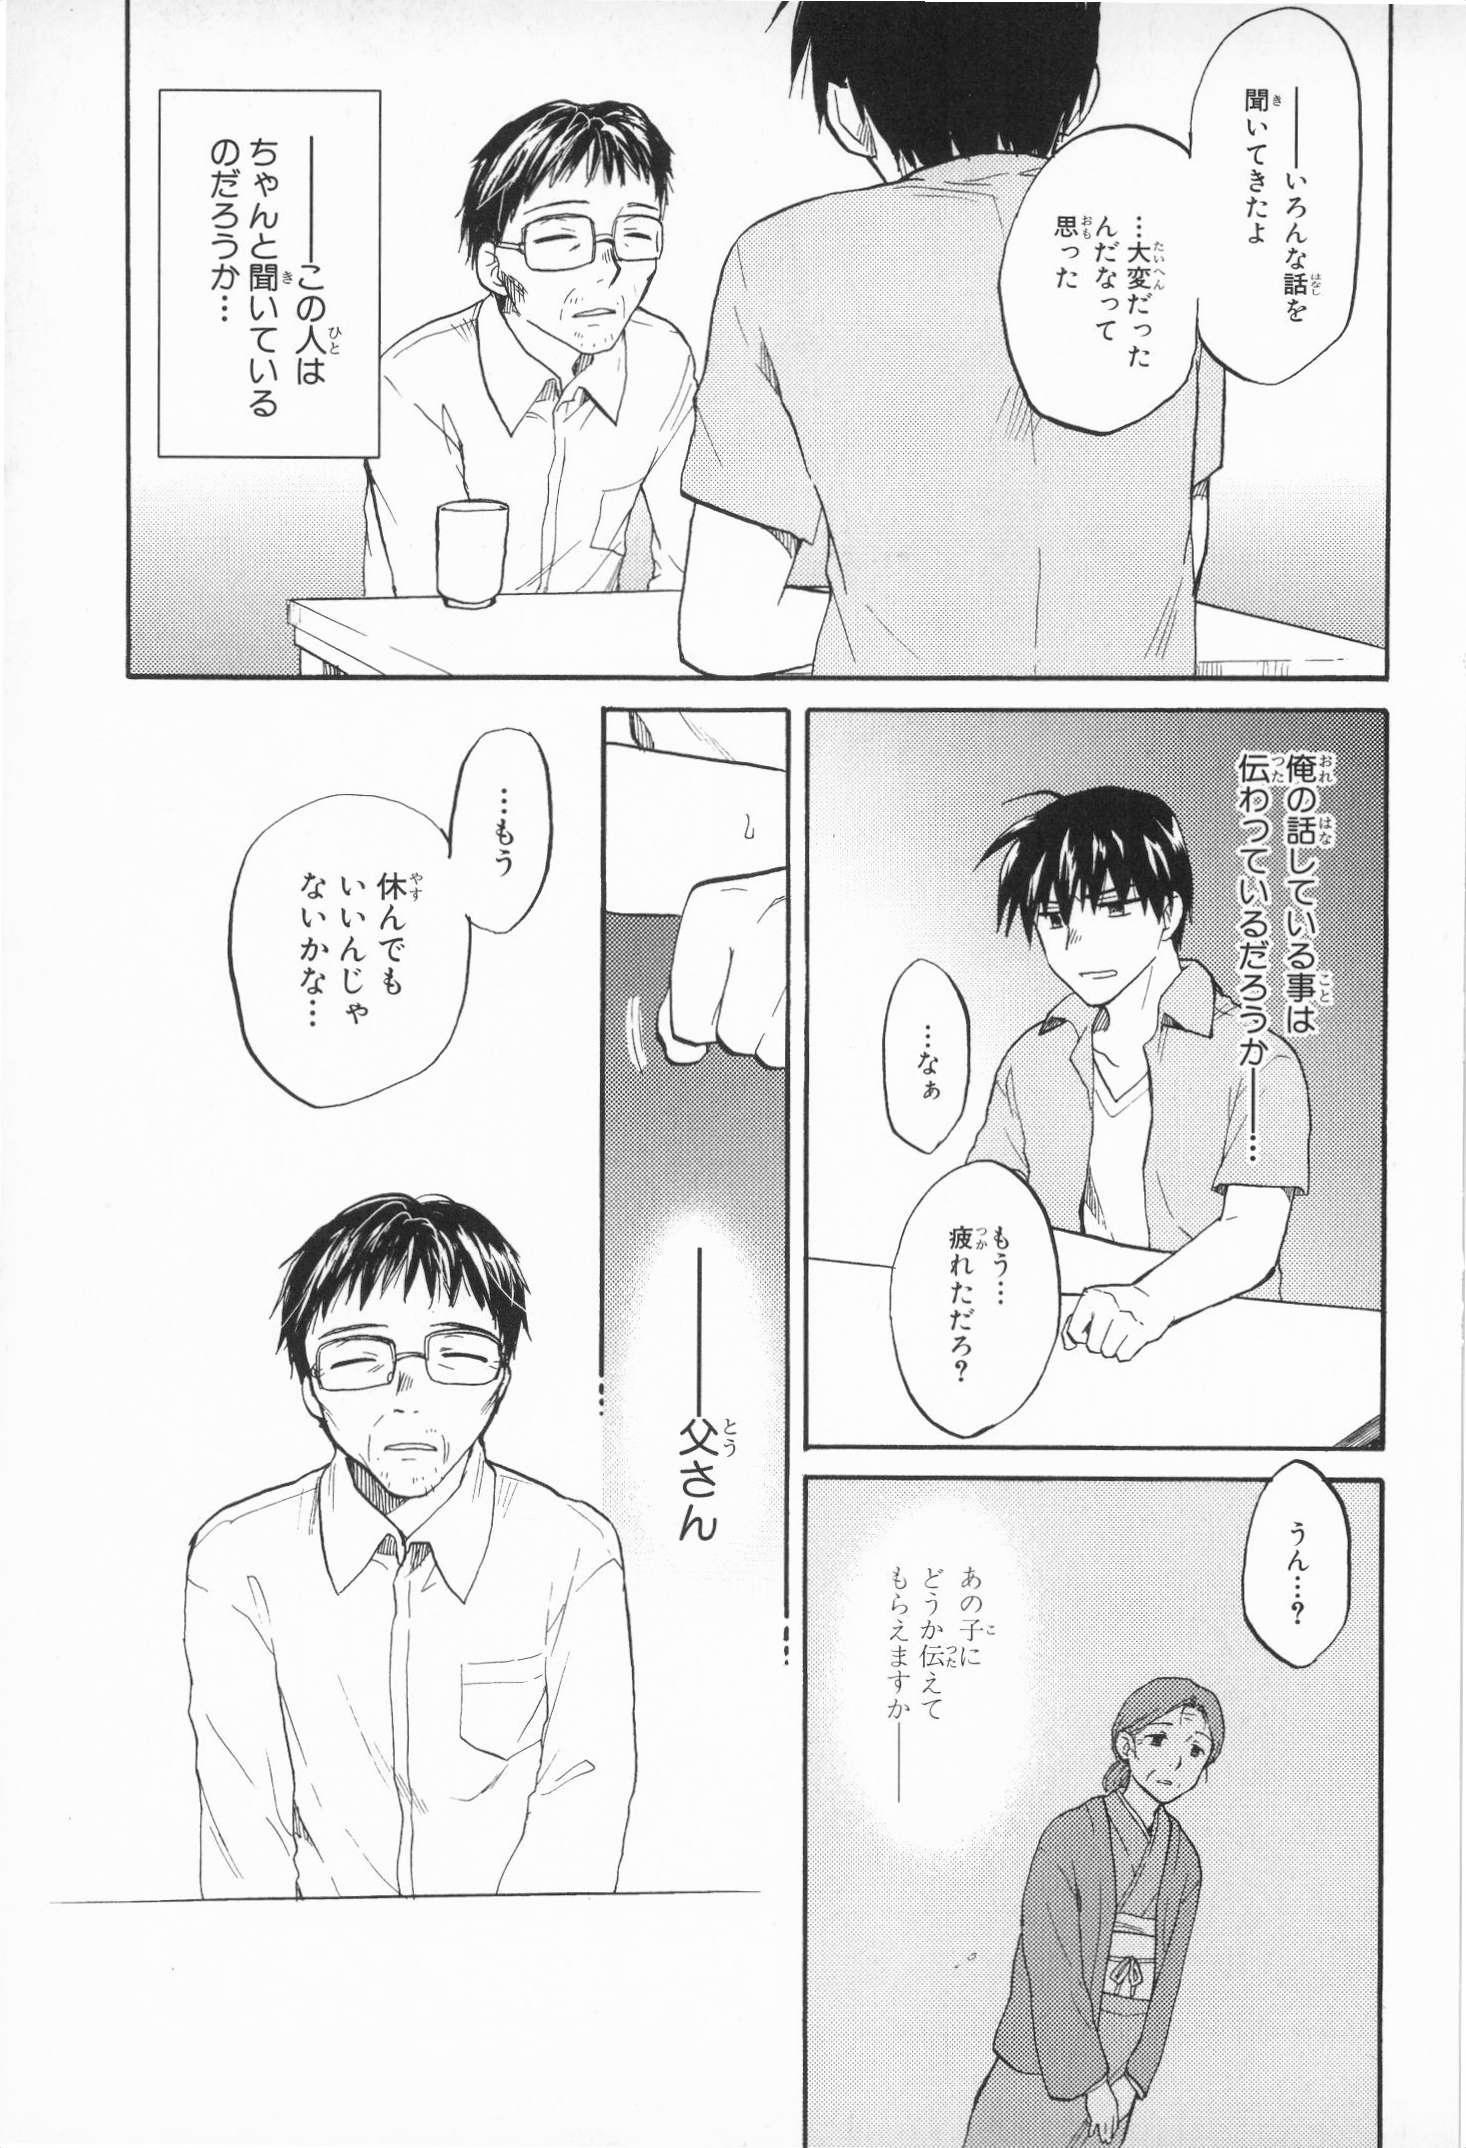 ――いろんな話を
聞いてきたよ
…大変だった
んだなって
思った
――この人は
ちゃんと聞いている
のだろうか…
俺の話している事は
伝わっているだろうか――…
…なぁ
もう…
疲れただろ?
うん…?
あの子に
どうか伝えて
もらえますか――
――父さん
…もう
休んでも
いいんじゃ
ないかな…